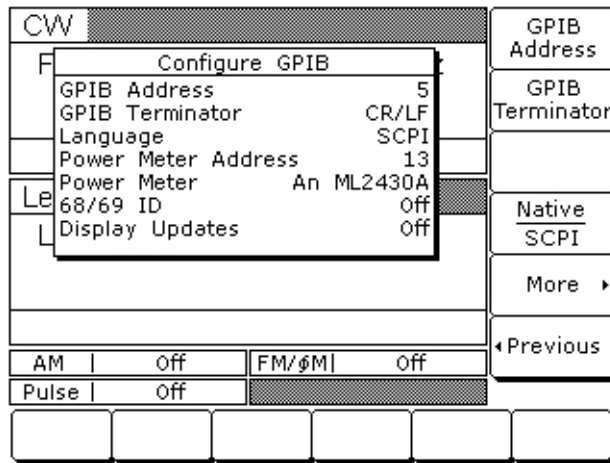 CW
F
Configure GPIB
GPIB Address 5
GPIB Terminator CR/LF
Language SCPI
Power Meter Address 13
Power Meter An ML2430A
68/69 ID Off
Display Updates Off
Le
L
AM | Off
FM/ϕM| Off
Pulse | Off
GPIB
Address
GPIB
Terminator
Native
SCPI
More ▸
◂Previous